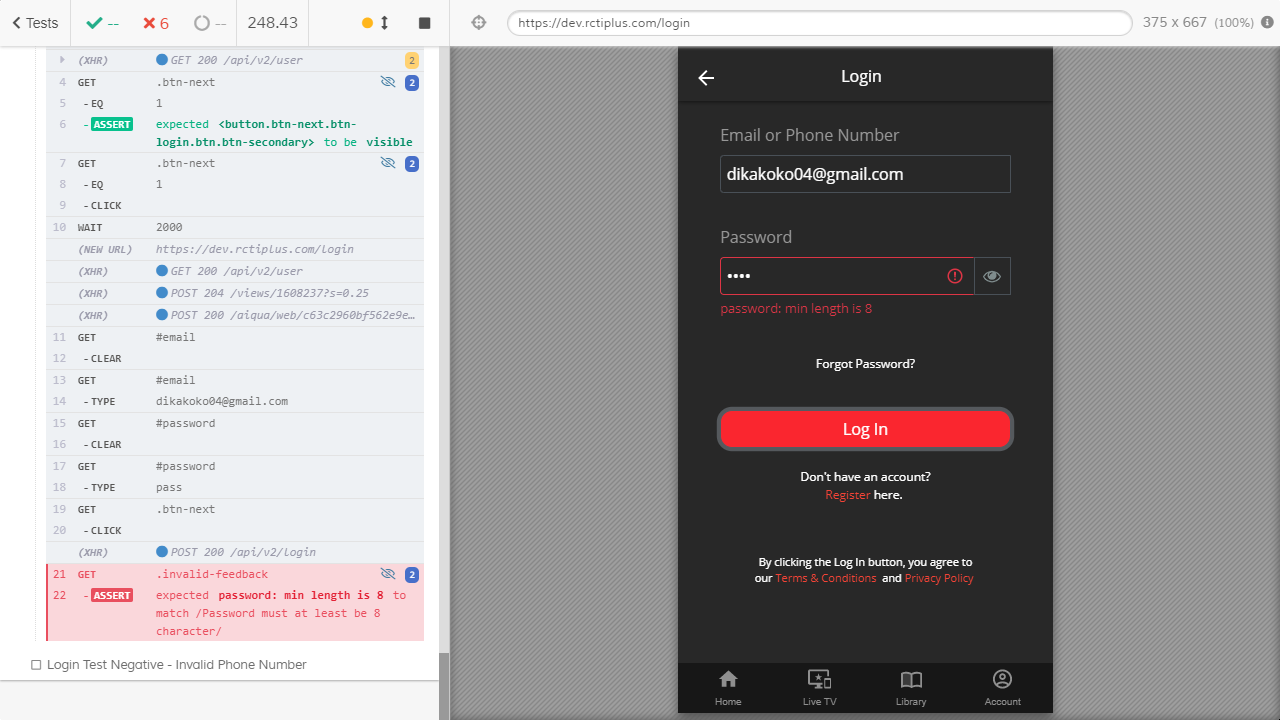 Tests
--
6
--
248.43
https://dev.rctiplus.com/login
375 x 667 (100%)
(XHR) GET 200 /api/v2/user 2
4 GET .btn-next 2
5 -EQ 1
6 -ASSERT expected <button.btn-next.btn-
login.btn.btn-secondary> to be visible
7 GET .btn-next 2
8 -EQ 1
9 -CLICK
10 WAIT 2000
(NEW URL) https://dev.rctiplus.com/login
(XHR) GET 200 /api/v2/user
(XHR) POST 204 /views/1608237?s=0.25
(XHR) POST 200 /aiqua/web/c63c2960bf562e9e…
11 GET #email
12 -CLEAR
13 GET #email
14 -TYPE dikakoko04@gmail.com
15 GET #password
16 -CLEAR
17 GET #password
18 -TYPE pass
19 GET .btn-next
20 -CLICK
(XHR) POST 200 /api/v2/login
21 GET .invalid-feedback 2
22 -ASSERT expected password: min length is 8 to
match /Password must at least be 8
character/
Login Test Negative - Invalid Phone Number
Login
Email or Phone Number
dikakoko04@gmail.com
Password
••••
password: min length is 8
Forgot Password?
Log In
Don't have an account?
Register here.
By clicking the Log In button, you agree to
our Terms & Conditions and Privacy Policy
Home
Live TV
Library
Account